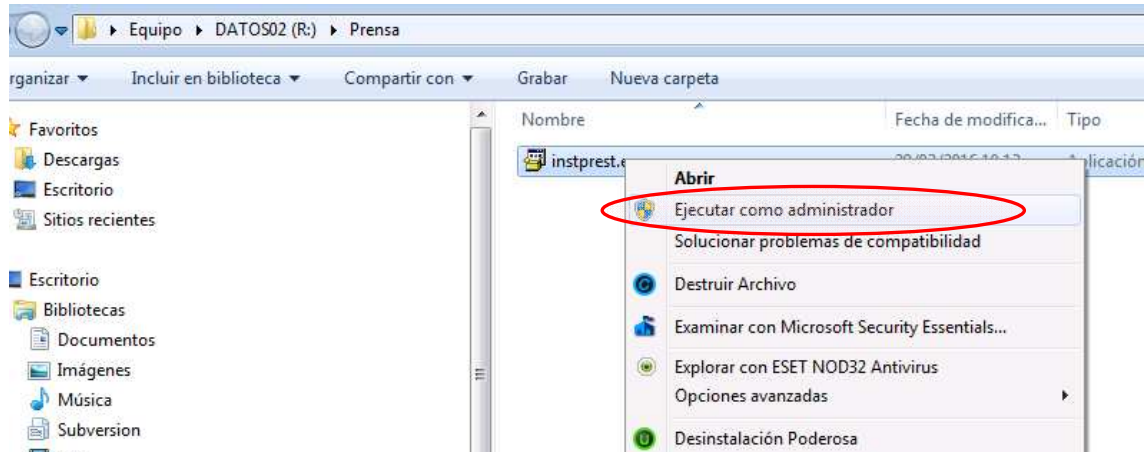 Equipo DATOS02 (R:) Prensa
rganizar Incluir en biblioteca Compartir con Grabar Nueva carpeta
Nombre Fecha de modifica... Tipo
Favoritos
Descargas
Escritorio
Sitios recientes
Escritorio
Bibliotecas
Documentos
Imágenes
Música
Subversion
instprest.e
Abrir
Ejecutar como administrador
Solucionar problemas de compatibilidad
Destruir Archivo
Examinar con Microsoft Security Essentials...
Explorar con ESET NOD32 Antivirus
Opciones avanzadas
Desinstalación Poderosa